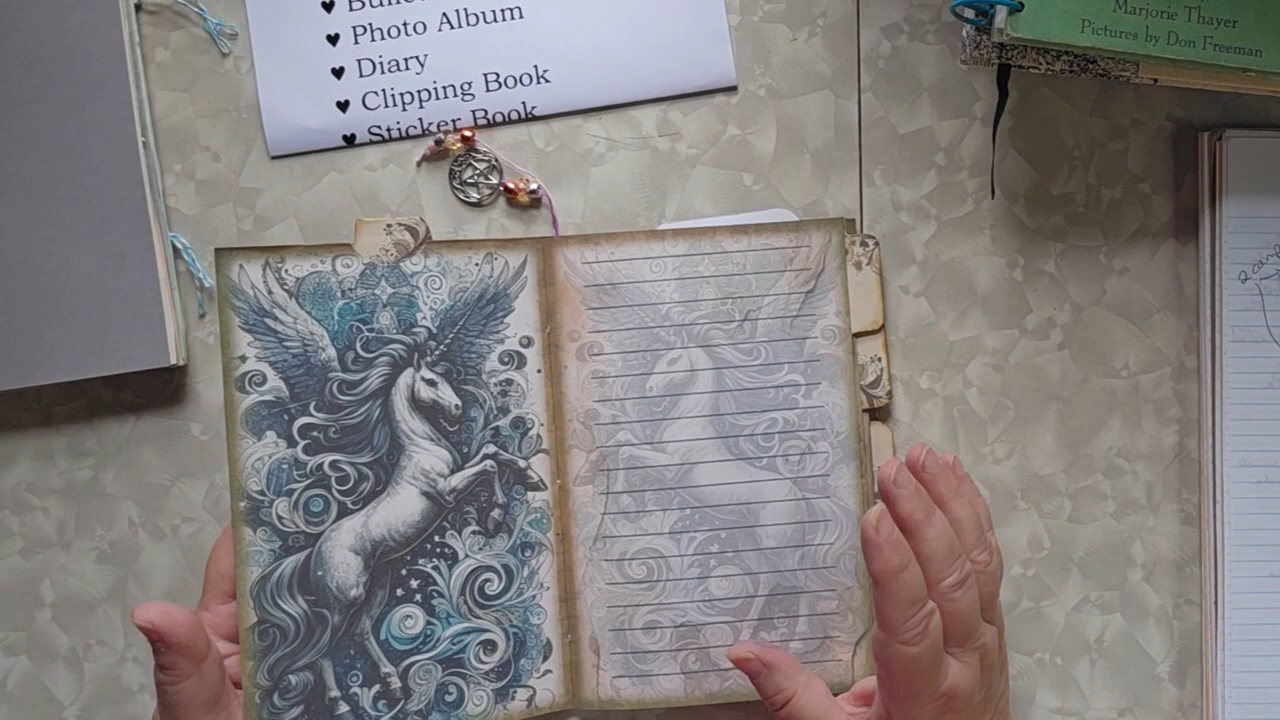 Photo Album
Diary
Clipping Book
Sticker Book
Marjorie Thayer
Pictures by Don Freeman